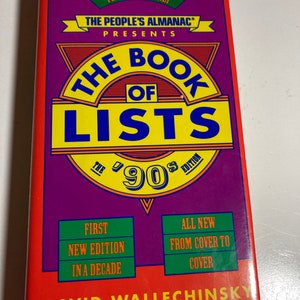 THE PEOPLE'S ALMANAC®
PRESENTS
THE BOOK
OF
LISTS
THE '90s EDITION
FIRST
NEW EDITION
IN A DECADE
ALL NEW
FROM COVER TO
COVER
WALLECHINSKY